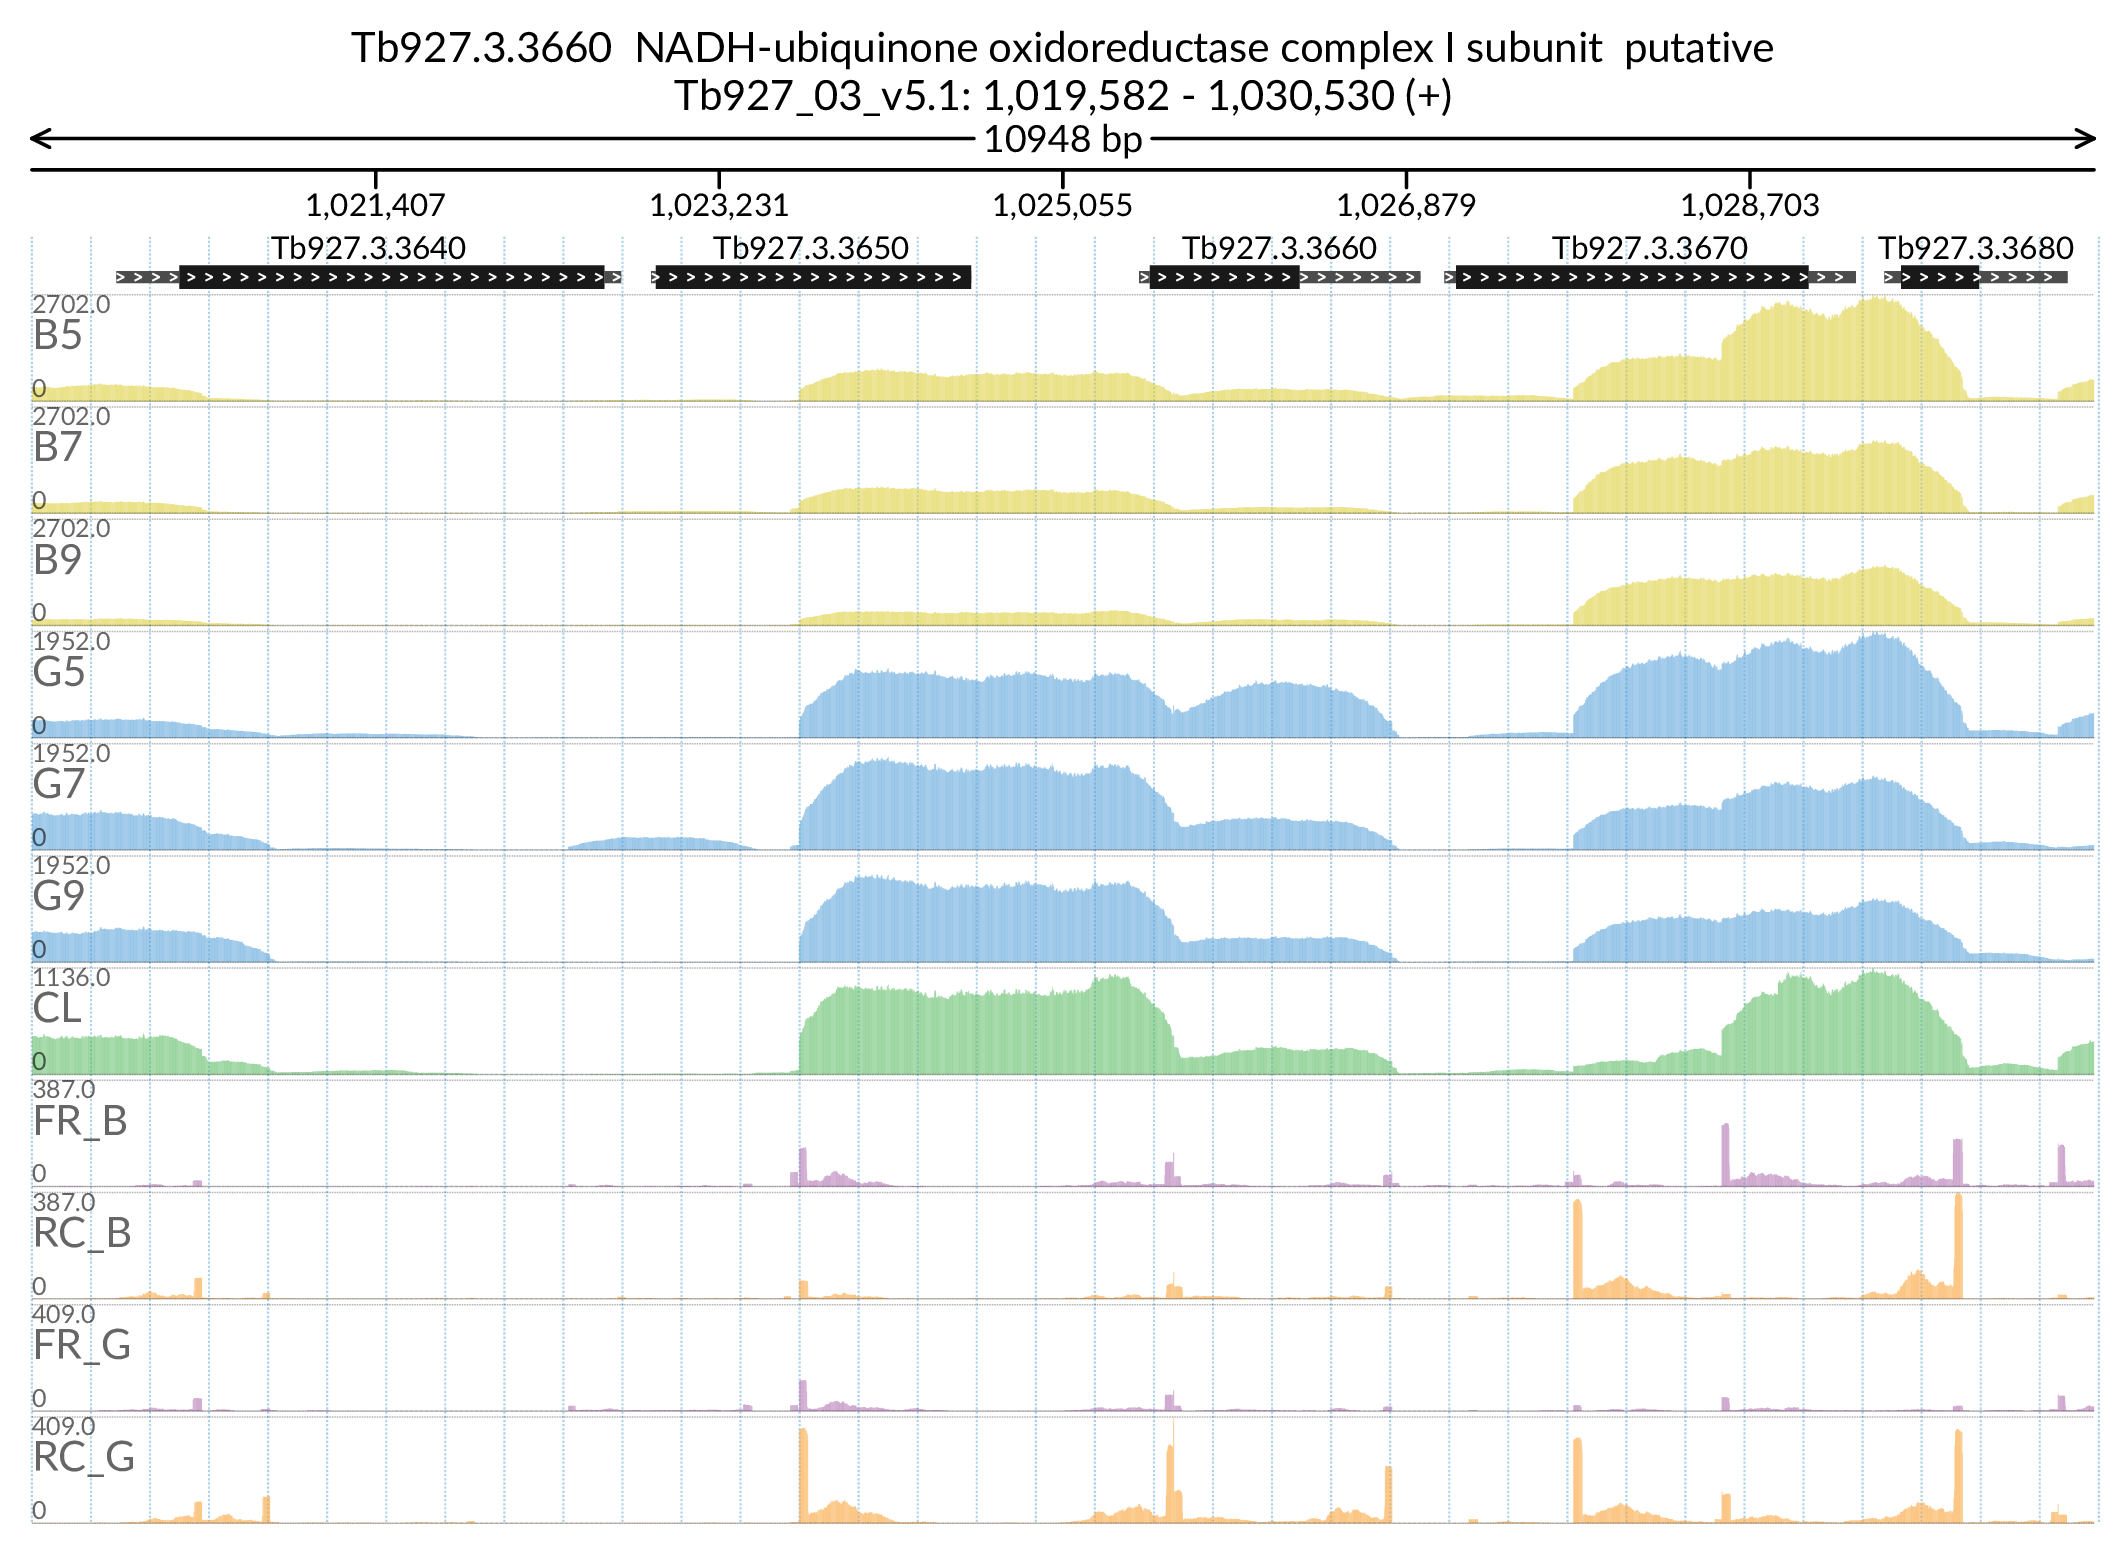 Tb927.3.3660  NADH-ubiquinone oxidoreductase complex I subunit  putative
Tb927_03_v5.1: 1,019,582 - 1,030,530 (+)
10948 bp
1,021,407 1,023,231 1,025,055 1,026,879 1,028,703
Tb927.3.3640 Tb927.3.3650 Tb927.3.3660 Tb927.3.3670 Tb927.3.3680
2702.0
B5
0
2702.0
B7
0
2702.0
B9
0
1952.0
G5
0
1952.0
G7
0
1952.0
G9
0
1136.0
CL
0
387.0
FR_B
0
387.0
RC_B
0
409.0
FR_G
0
409.0
RC_G
0